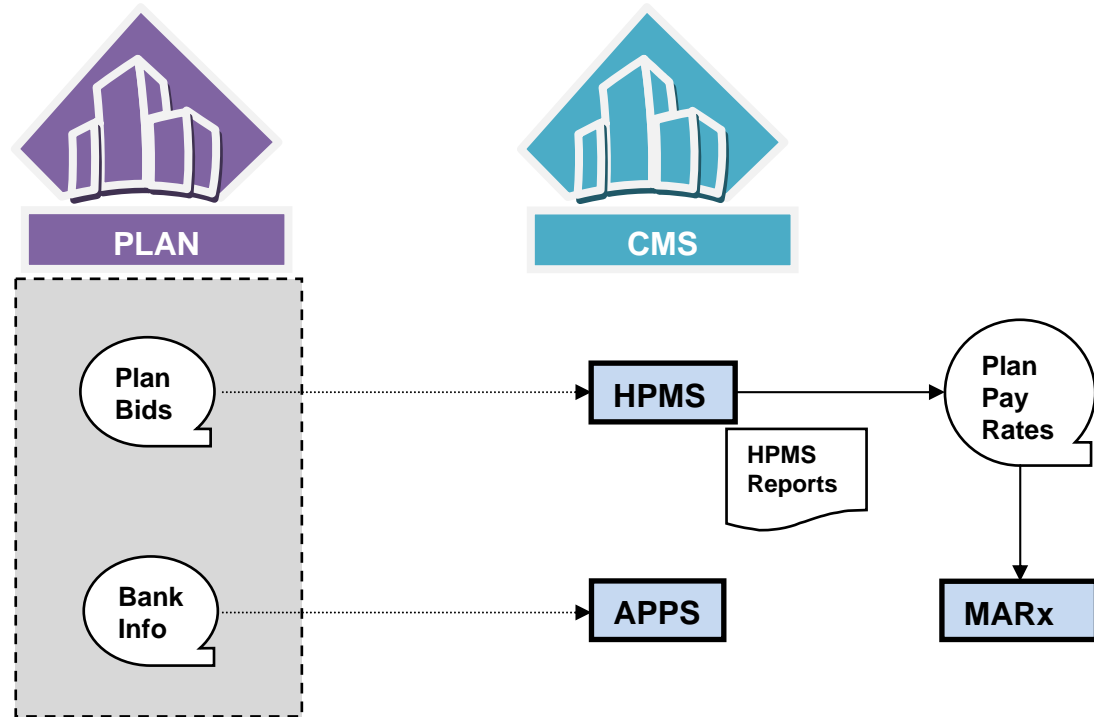 PLAN
CMS
Plan
Bids
HPMS
Plan
Pay
Rates
HPMS
Reports
Bank
Info
APPS
MARx